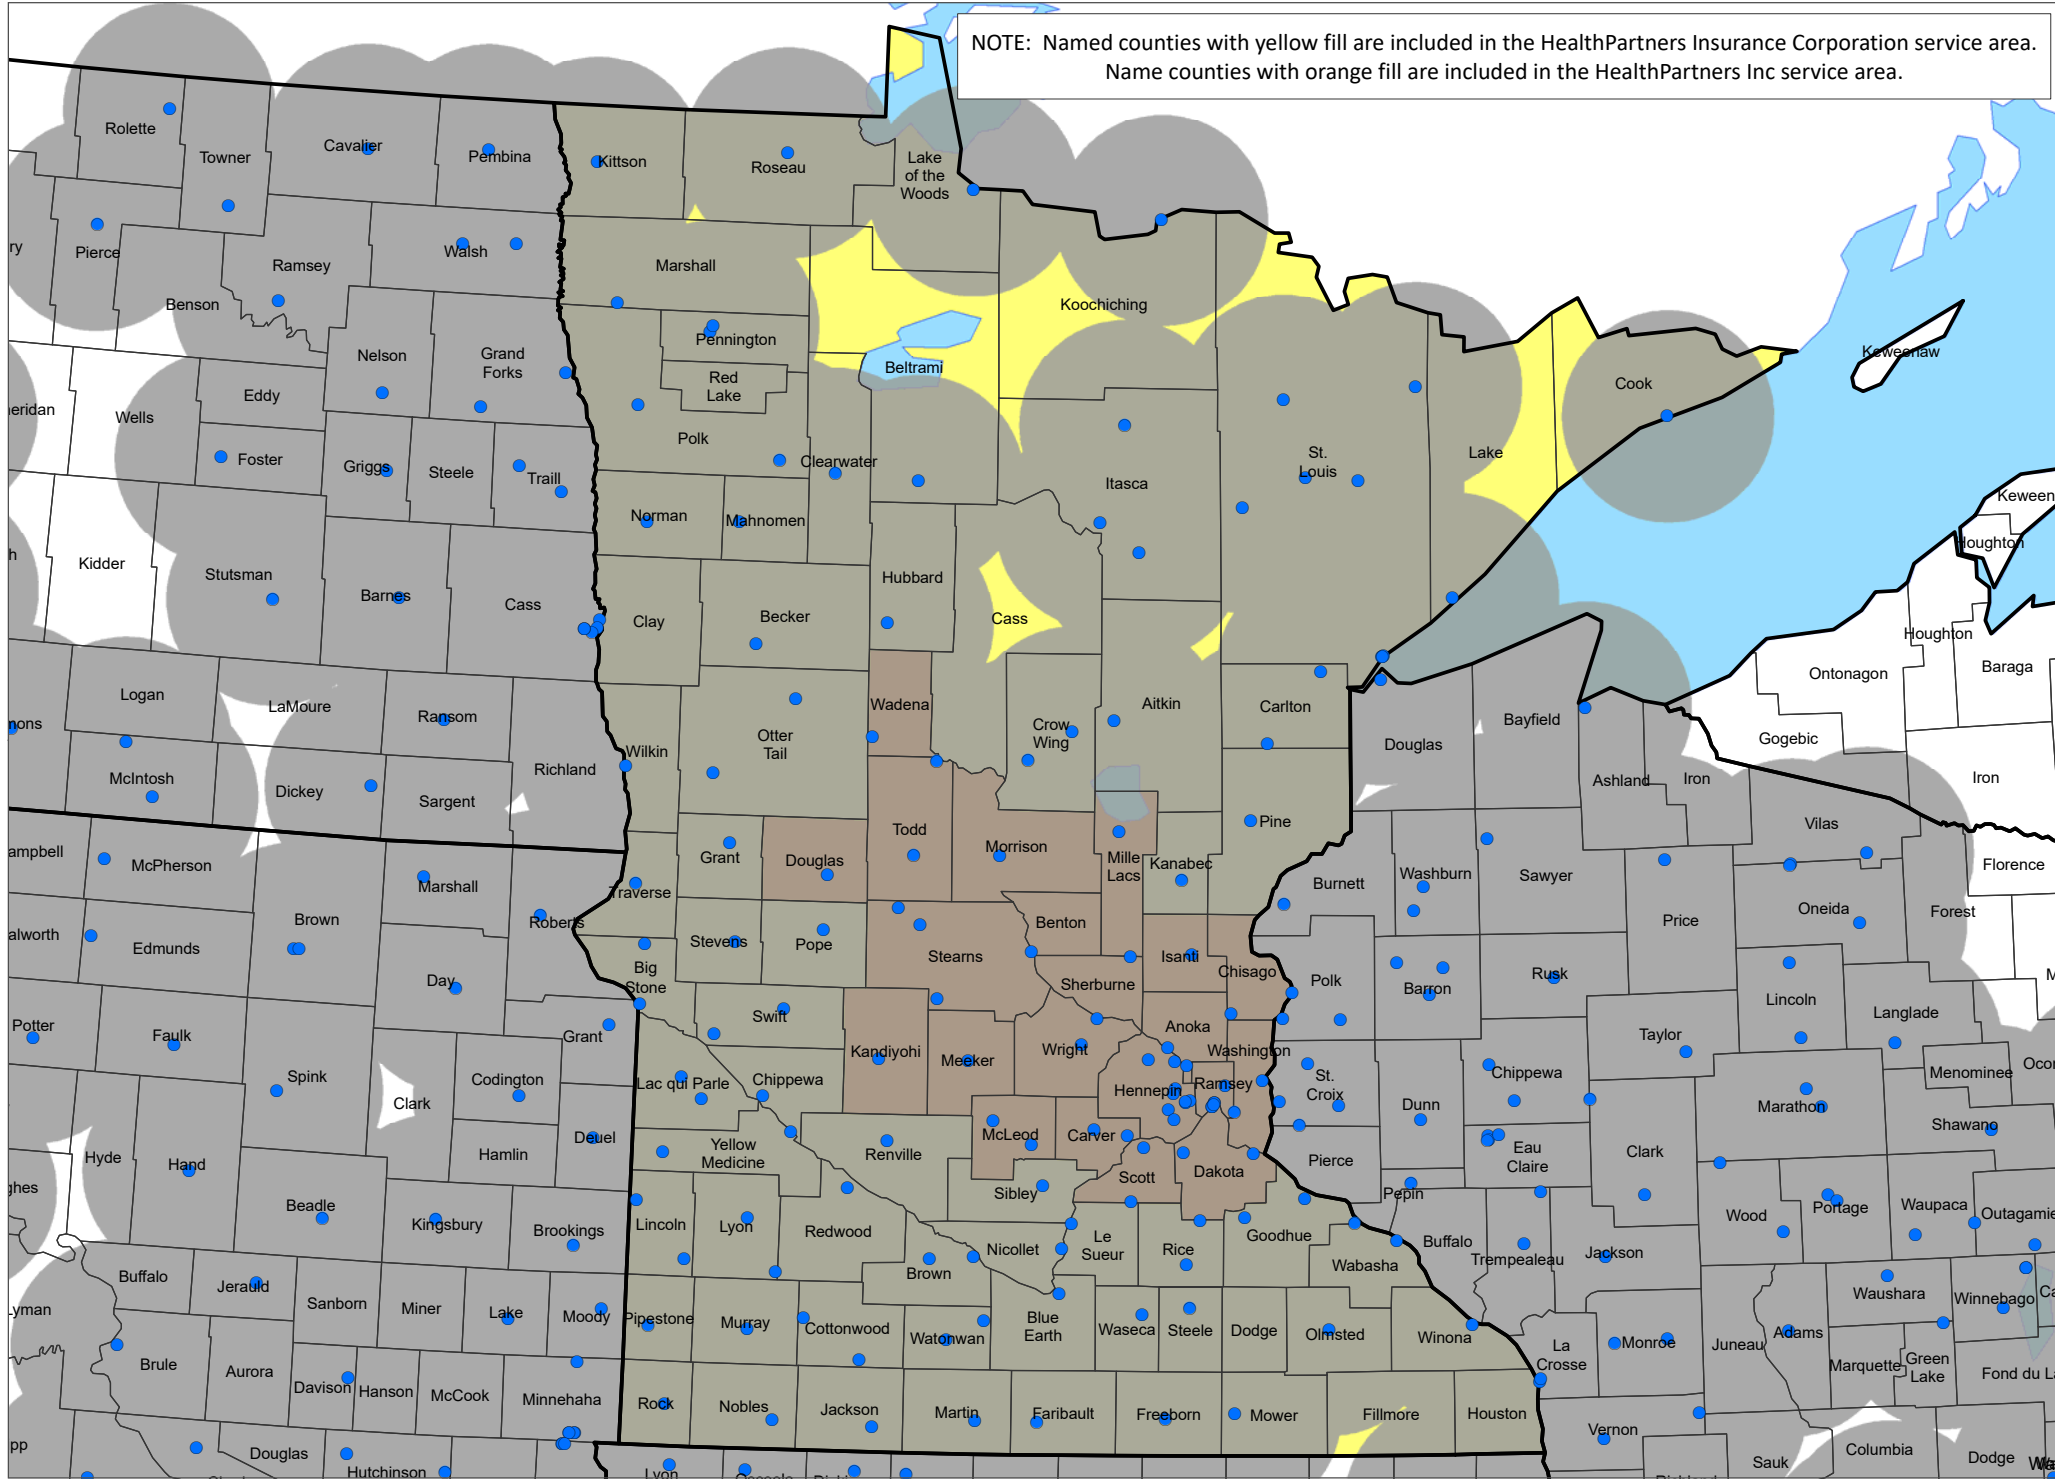 NOTE: Named counties with yellow fill are included in the HealthPartners Insurance Corporation service area.
Name counties with orange fill are included in the HealthPartners Inc service area.
Rolette
Towner
Cavalier
Pembina
Kittson
Roseau
Lake
of the
Woods
ry
Pierce
Ramsey
Walsh
Marshall
Benson
Koochiching
Nelson
Grand
Forks
Pennington
Beltrami
Red
Lake
Keweenaw
Cook
eridan
Wells
Eddy
Polk
Foster
Griggs
Steele
Traill
Clearwater
Itasca
St.
Louis
Lake
Keween
Norman
Mahnomen
Houghton
h
Kidder
Stutsman
Barnes
Cass
Clay
Becker
Hubbard
Cass
Houghton
Baraga
Ontonagon
Logan
LaMoure
Ransom
Wadena
Aitkin
Carlton
Bayfield
mons
Crow
Wing
Otter
Tail
Wilkin
Douglas
Gogebic
McIntosh
Dickey
Sargent
Richland
Ashland
Iron
Iron
Pine
Vilas
ampbell
McPherson
Marshall
Grant
Douglas
Todd
Morrison
Mille
Lacs
Kanabec
Burnett
Washburn
Sawyer
Florence
Traverse
Brown
Roberts
Benton
Price
Oneida
Forest
alworth
Edmunds
Stevens
Pope
Stearns
Isanti
Chisago
Day
Big
Stone
Sherburne
Polk
Barron
Rusk
M
Lincoln
Langlade
Potter
Faulk
Grant
Swift
Anoka
Taylor
Kandiyohi
Meeker
Wright
Washington
Spink
Codington
Lac qui Parle
Chippewa
Hennepin
Ramsey
St.
Croix
Chippewa
Menominee
Oco
Clark
Dunn
Marathon
Deuel
McLeod
Carver
Shawano
Hyde
Hand
Hamlin
Yellow
Medicine
Renville
Scott
Dakota
Pierce
Eau
Claire
Clark
ghes
Sibley
Pepin
Beadle
Kingsbury
Brookings
Lincoln
Lyon
Redwood
Nicollet
Le
Sueur
Rice
Goodhue
Wabasha
Buffalo
Trempealeau
Jackson
Wood
Portage
Waupaca
Outagamie
Buffalo
Jerauld
Brown
Sanborn
Miner
Lake
Moody
Pipestone
Murray
Cottonwood
Watonwan
Blue
Earth
Waseca
Steele
Dodge
Olmsted
Winona
Waushara
Winnebago
Ca
Lyman
Brule
Aurora
Davison
Hanson
McCook
Minnehaha
La
Crosse
Monroe
Juneau
Adams
Marquette
Green
Lake
Fond du La
Rock
Nobles
Jackson
Martin
Faribault
Freeborn
Mower
Fillmore
Houston
Vernon
pp
Douglas
Hutchinson
Lyon
Sauk
Columbia
Dodge